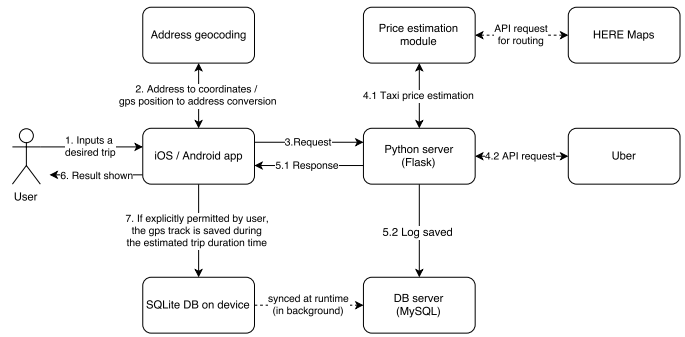 Address geocoding
Price estimation
module
API request
for routing
HERE Maps
2. Address to coordinates /
gps position to address conversion
4.1 Taxi price estimation
1. Inputs a
desired trip
6. Result shown
User
iOS / Android app
3.Request
5.1 Response
Python server
(Flask)
4.2 API request
Uber
7. If explicitly permitted by user,
the gps track is saved during
the estimated trip duration time
5.2 Log saved
SQLite DB on device
synced at runtime
(in background)
DB server
(MySQL)